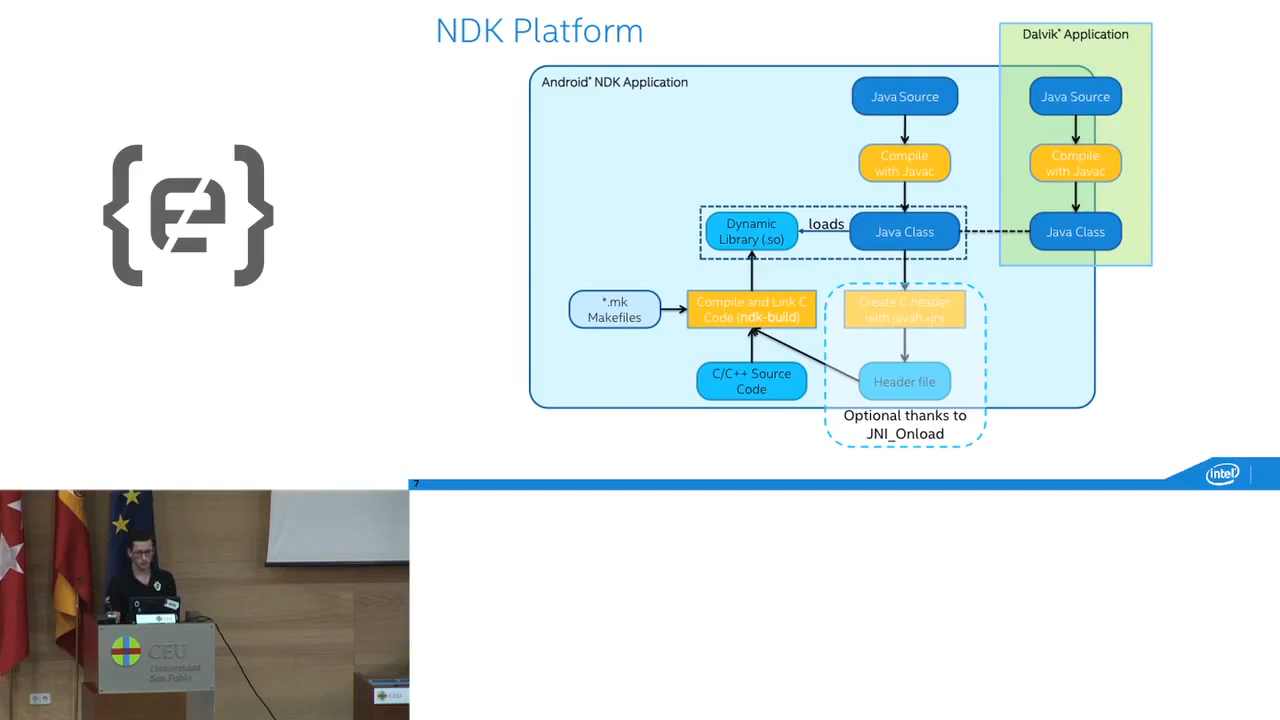 NDK Platform
Dalvik* Application
Android* NDK Application
Java Source
Java Source
Compile
with Javac
Compile
with Javac
Dynamic
Library (.so)
loads
Java Class
Java Class
*.mk
Makefiles
Compile and Link C
Code (ndk-build)
Create C header
with javah -jni
C/C++ Source
Code
Header file
Optional thanks to
JNI_Onload
7
intel
CEU
Universidad
San Pablo
CEU